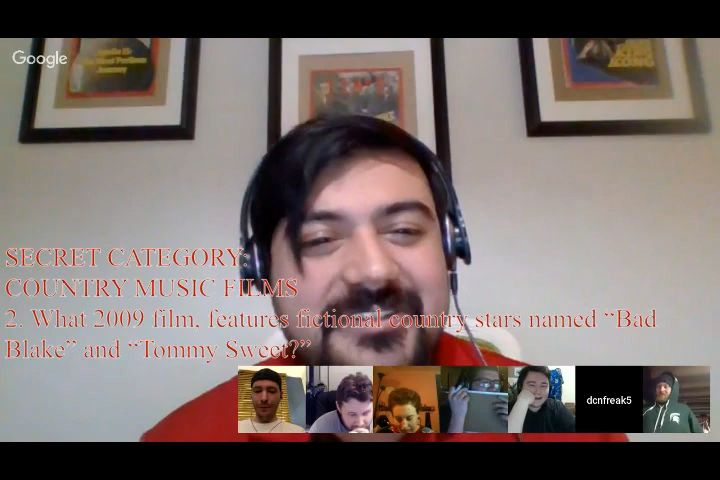 Google
SECRET CATEGORY:
COUNTRY MUSIC FILMS
2. What 2009 film, features fictional country stars named “Bad
Blake” and “Tommy Sweet?”
dcnfreak5